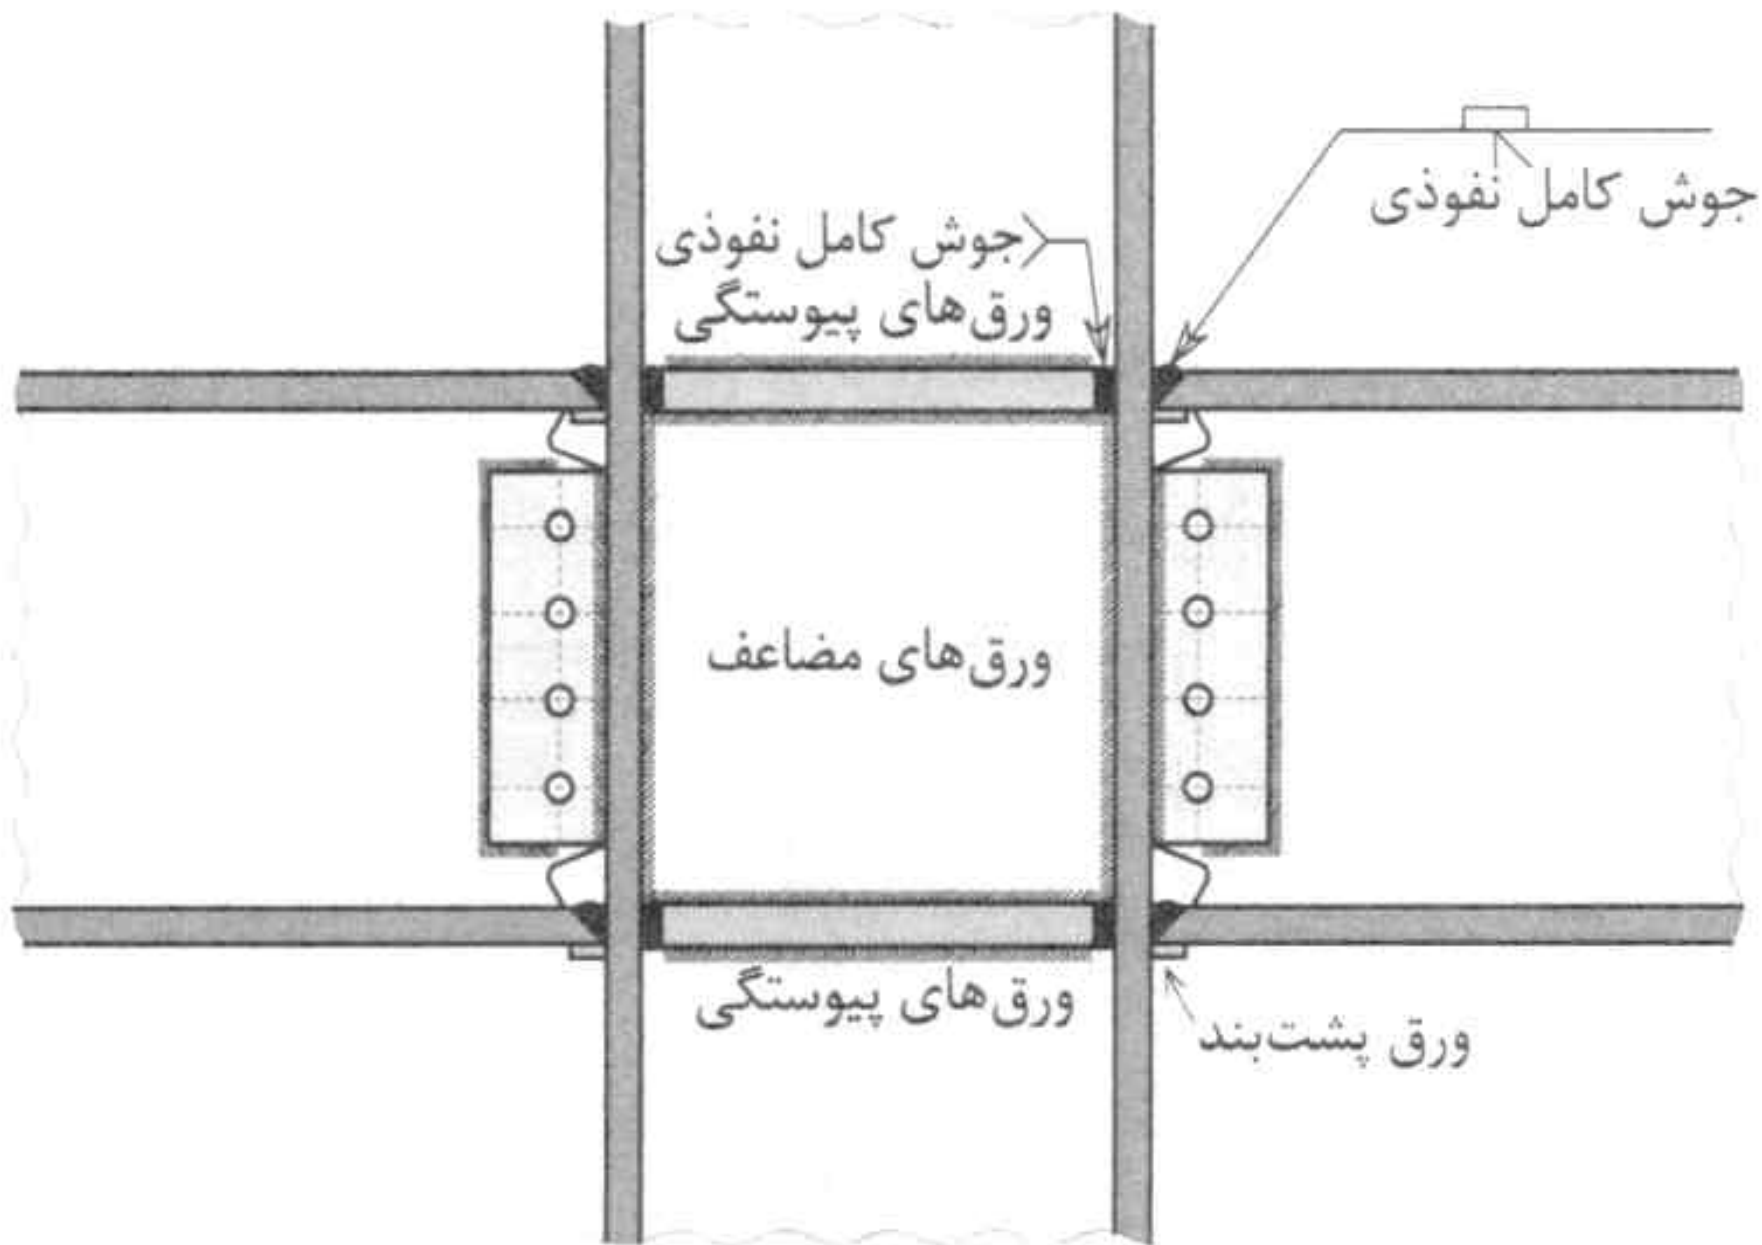 جوش کامل نفوذی
جوش کامل نفوذی
ورق‌های پیوستگی
ورق‌های مضاعف
ورق‌های پیوستگی
ورق پشت‌بند